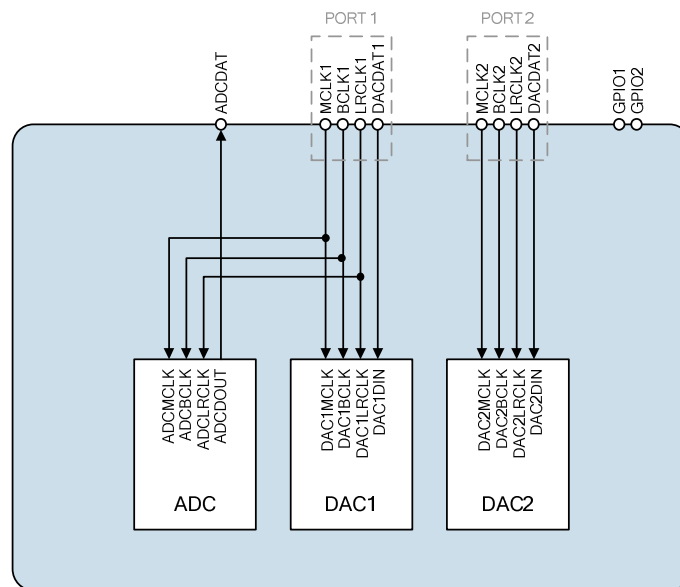 PORT 1
PORT 2
ADCDAT
MCLK1
BCLK1
LRCLK1
DACDAT1
MCLK2
BCLK2
LRCLK2
DACDAT2
GPIO1
GPIO2
ADCMCLK
ADCBCLK
ADCLRCLK
ADCDOUT
DAC1MCLK
DAC1BCLK
DAC1LRCLK
DAC1DIN
DAC2MCLK
DAC2BCLK
DAC2LRCLK
DAC2DIN
ADC
DAC1
DAC2